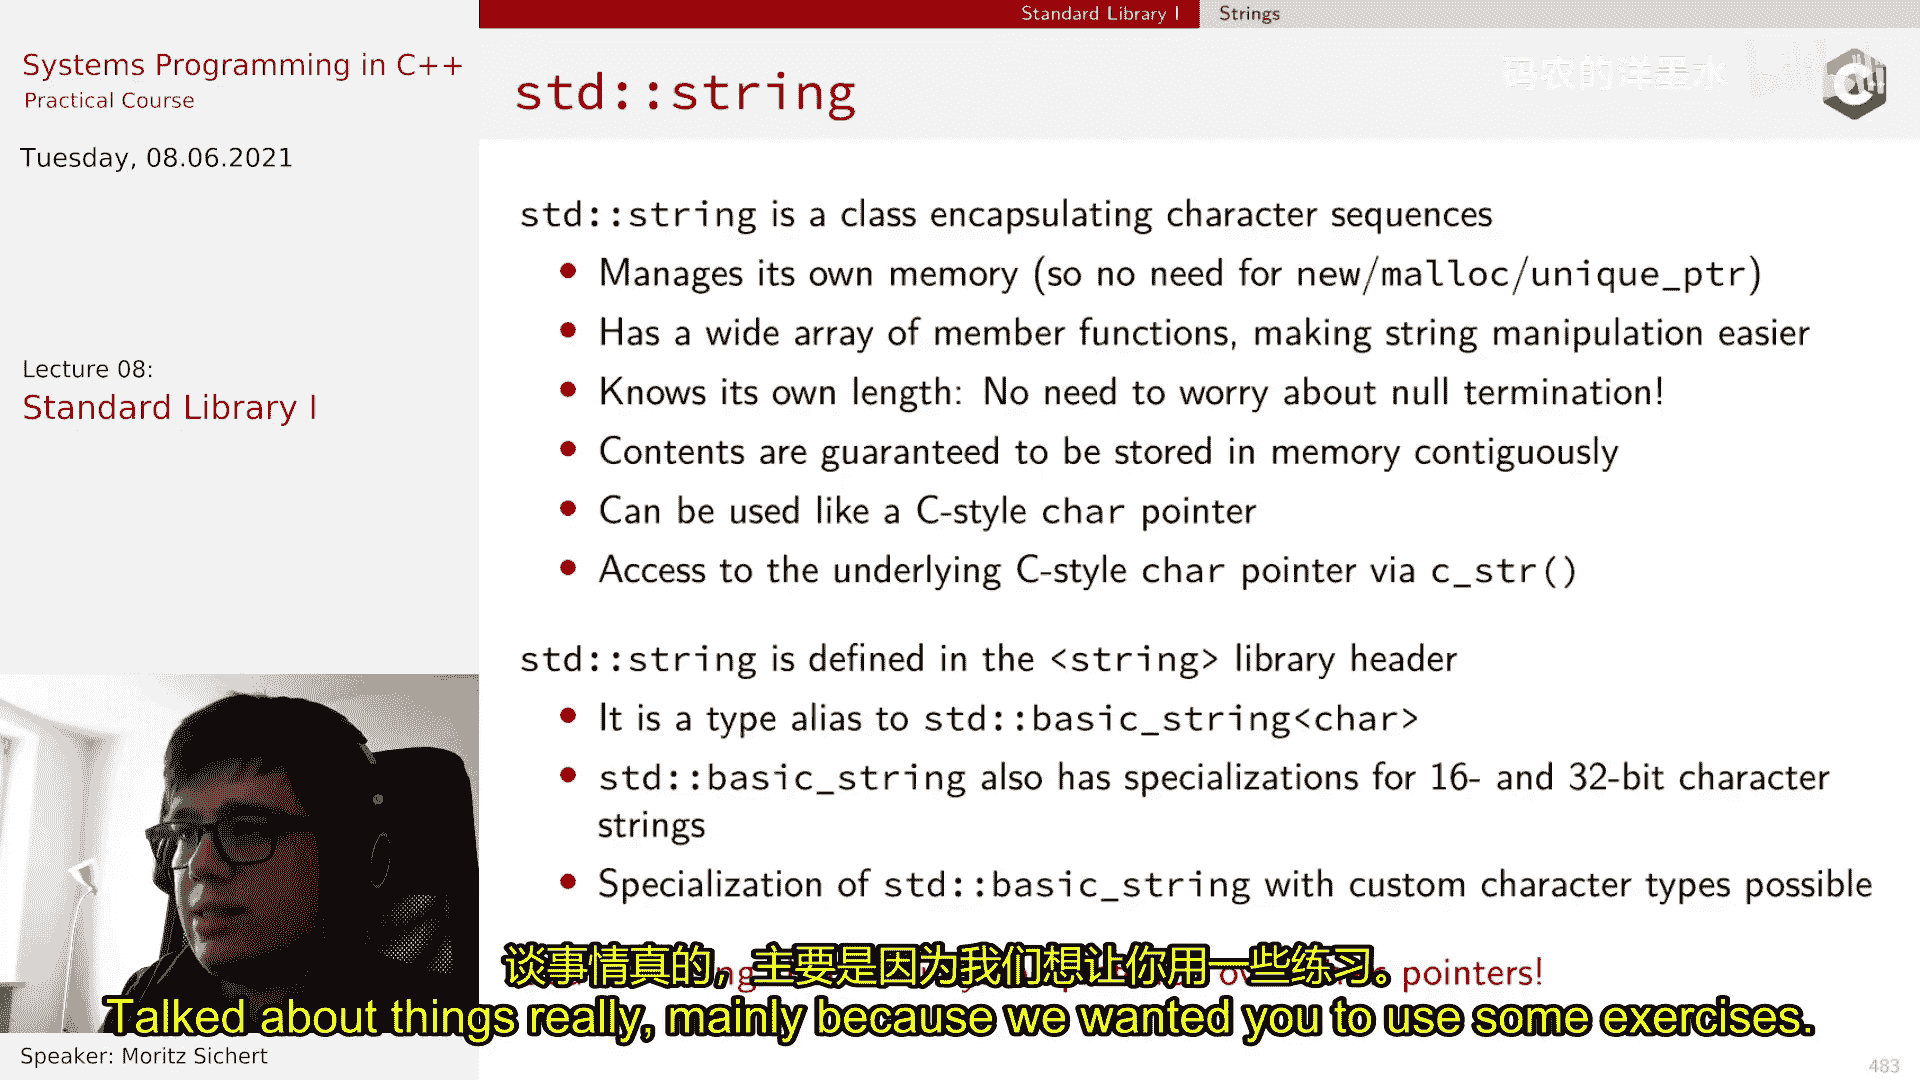 Standard Library I
Strings
Systems Programming in C++
Practical Course
Tuesday, 08.06.2021
Lecture 08:
Standard Library I
std::string
码农的洋墨水
std::string is a class encapsulating character sequences
• Manages its own memory (so no need for new/malloc/unique_ptr)
• Has a wide array of member functions, making string manipulation easier
• Knows its own length: No need to worry about null termination!
• Contents are guaranteed to be stored in memory contiguously
• Can be used like a C-style char pointer
• Access to the underlying C-style char pointer via c_str()
std::string is defined in the <string> library header
• It is a type alias to std::basic_string<char>
• std::basic_string also has specializations for 16- and 32-bit character
strings
• Specialization of std::basic_string with custom character types possible
pointers!
谈事情真的，主要是因为我们想让你用一些练习。
Talked about things really, mainly because we wanted you to use some exercises.
Speaker: Moritz Sichert
483